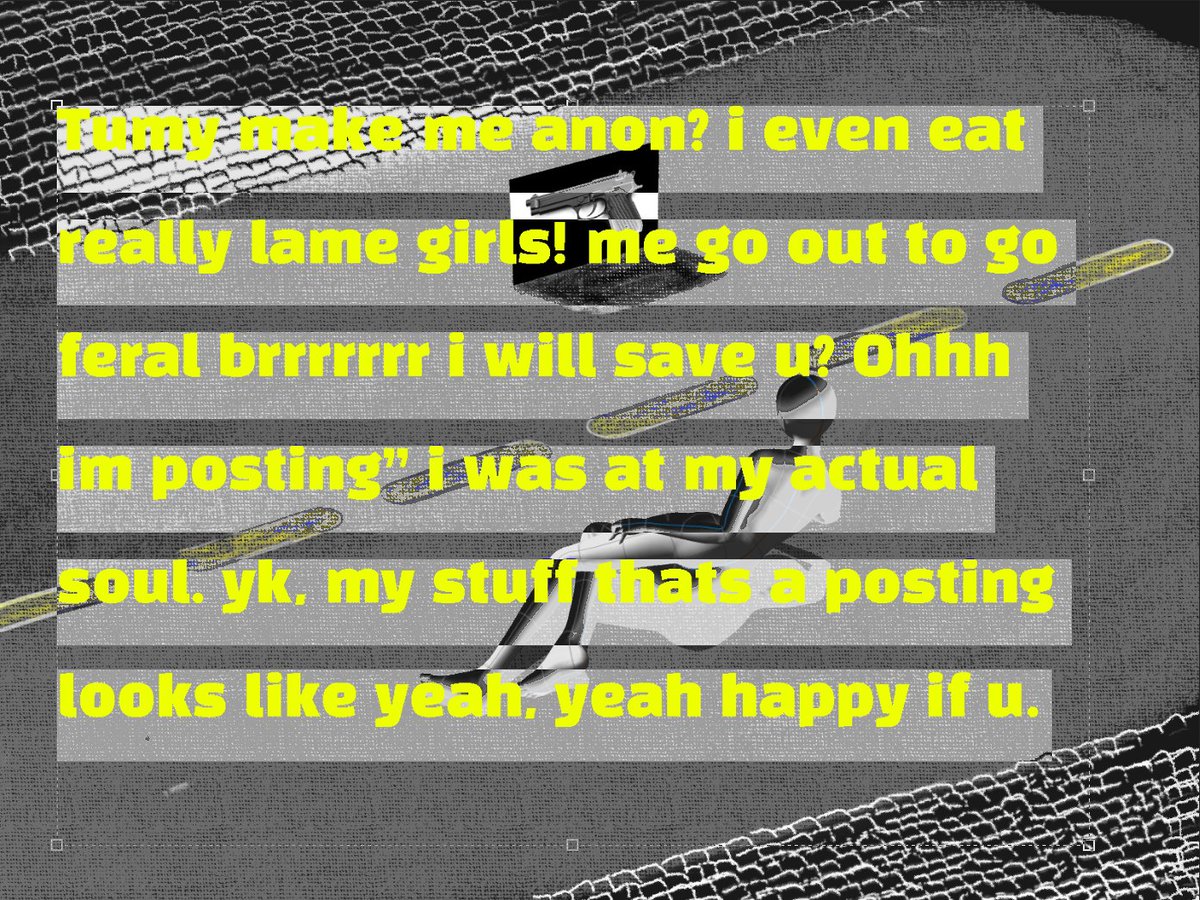 Tumy make me anon? i even eat
really lame girls! me go out to go
feral brrrrrrr i will save u? Ohhh
im posting” i was at my actual
soul. yk, my stuff thats a posting
looks like yeah, yeah happy if u.